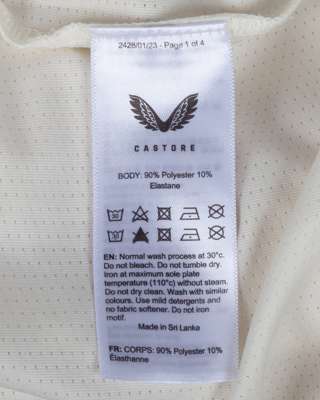 2428/01/23 - Page 1 of 4
CASTORE
BODY: 90% Polyester 10%
Elastane
EN: Normal wash process at 30°c.
Do not bleach. Do not tumble dry.
Iron at maximum sole plate
temperature (110°c) without steam.
Do not dry clean. Wash with similar
colours. Use mild detergents and
no fabric softener. Do not iron
motif.
Made in Sri Lanka
FR: CORPS: 90% Polyester 10%
Élasthanne